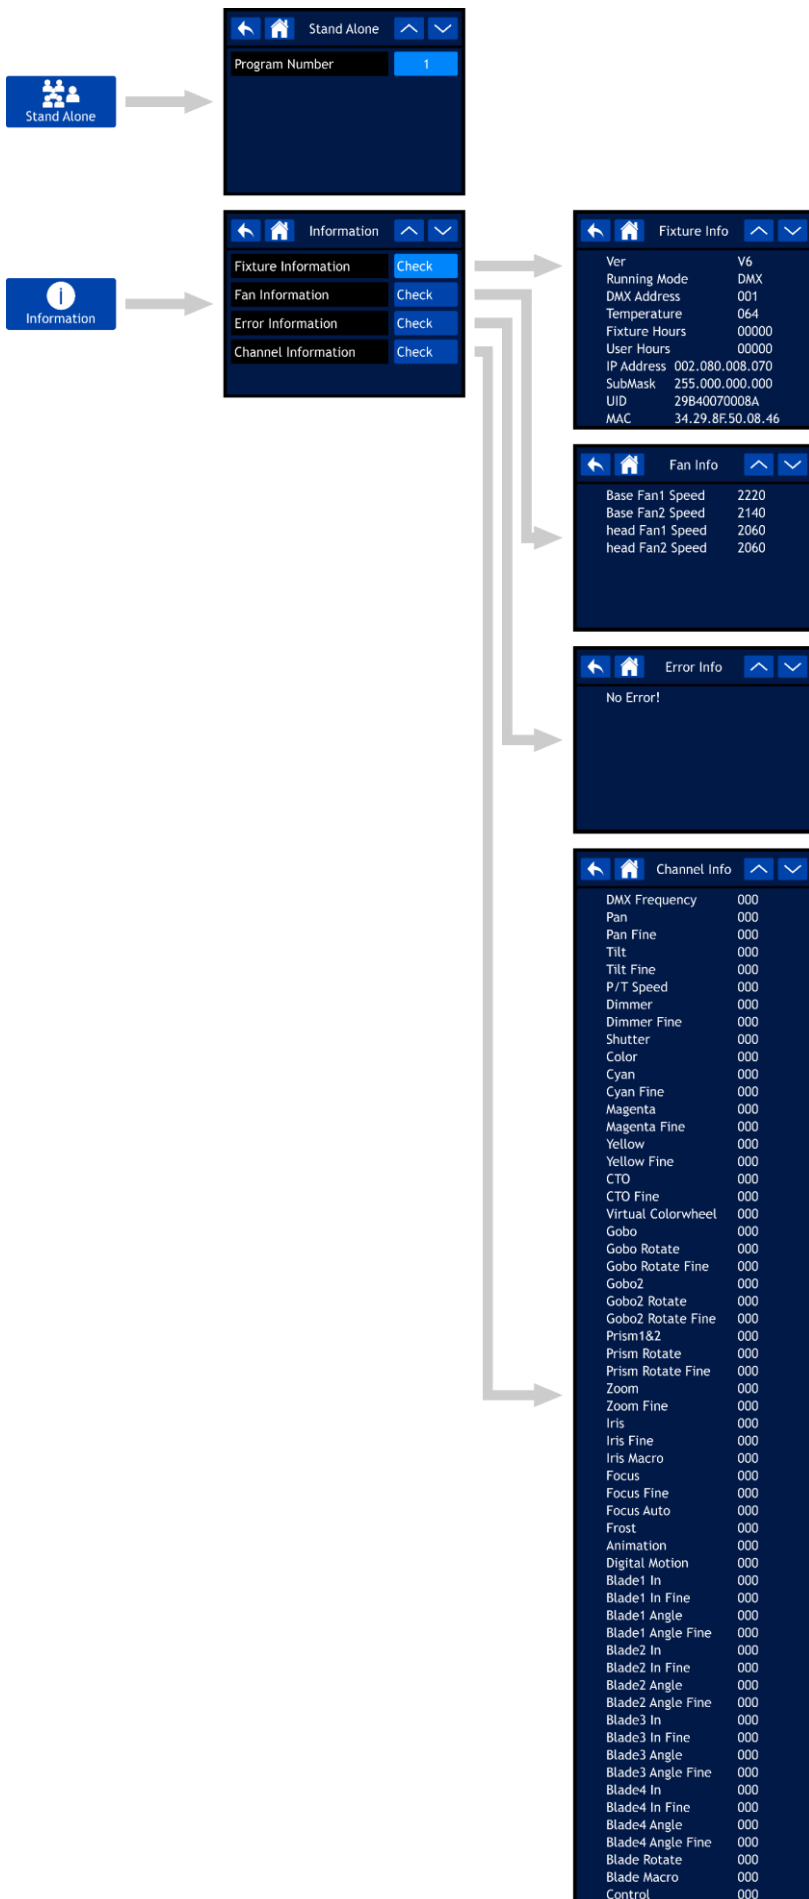 Stand Alone
Stand Alone
Program Number 1
Information
Information
Fixture Information Check
Fan Information Check
Error Information Check
Channel Information Check
Fixture Info
Ver V6
Running Mode DMX
DMX Address 001
Temperature 064
Fixture Hours 00000
User Hours 00000
IP Address 002.080.008.070
SubMask 255.000.000.000
UID 29B40070008A
MAC 34.29.8F.50.08.46
Fan Info
Base Fan1 Speed 2220
Base Fan2 Speed 2140
head Fan1 Speed 2060
head Fan2 Speed 2060
Error Info
No Error!
Channel Info
DMX Frequency 000
Pan 000
Pan Fine 000
Tilt 000
Tilt Fine 000
P/T Speed 000
Dimmer 000
Dimmer Fine 000
Shutter 000
Color 000
Cyan 000
Cyan Fine 000
Magenta 000
Magenta Fine 000
Yellow 000
Yellow Fine 000
CTO 000
CTO Fine 000
Virtual Colorwheel 000
Gobo 000
Gobo Rotate 000
Gobo Rotate Fine 000
Gobo2 000
Gobo2 Rotate 000
Gobo2 Rotate Fine 000
Prism1&2 000
Prism Rotate 000
Prism Rotate Fine 000
Zoom 000
Zoom Fine 000
Iris 000
Iris Fine 000
Iris Macro 000
Focus 000
Focus Fine 000
Focus Auto 000
Frost 000
Animation 000
Digital Motion 000
Blade1 In 000
Blade1 In Fine 000
Blade1 Angle 000
Blade1 Angle Fine 000
Blade2 In 000
Blade2 In Fine 000
Blade2 Angle 000
Blade2 Angle Fine 000
Blade3 In 000
Blade3 In Fine 000
Blade3 Angle 000
Blade3 Angle Fine 000
Blade4 In 000
Blade4 In Fine 000
Blade4 Angle 000
Blade4 Angle Fine 000
Blade Rotate 000
Blade Macro 000
Control 000